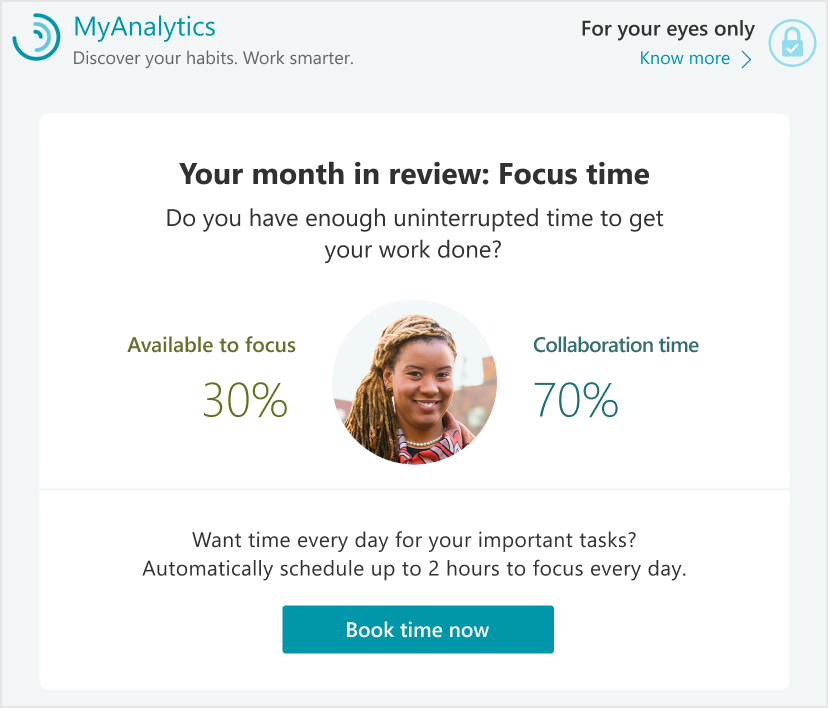 MyAnalytics
Discover your habits. Work smarter.
For your eyes only
Know more
Your month in review: Focus time
Do you have enough uninterrupted time to get
your work done?
Available to focus
30%
Collaboration time
70%
Want time every day for your important tasks?
Automatically schedule up to 2 hours to focus every day.
Book time now